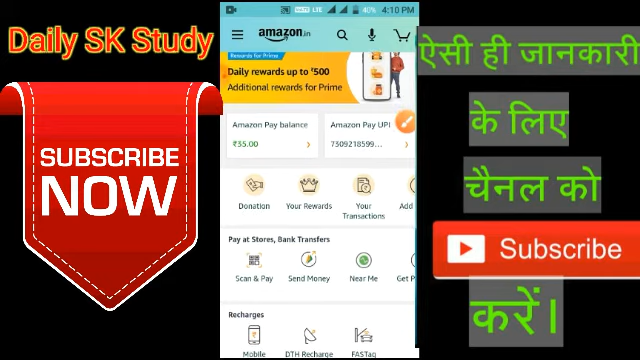 Daily SK Study
SUBSCRIBE
NOW
VoLTE LTE 40% 4:10 PM
amazon.in
Rewards for Prime
Daily rewards up to ₹500
Additional rewards for Prime
Amazon Pay balance
₹35.00
Amazon Pay UPI
7309218599...
Donation
Your Rewards
Your
Transactions
Add
Pay at Stores, Bank Transfers
Scan & Pay
Send Money
Near Me
Get P
Recharges
Mobile
DTH Recharge
FASTag
ऐसी ही जानकारी
के लिए
चैनल को
Subscribe
करें।